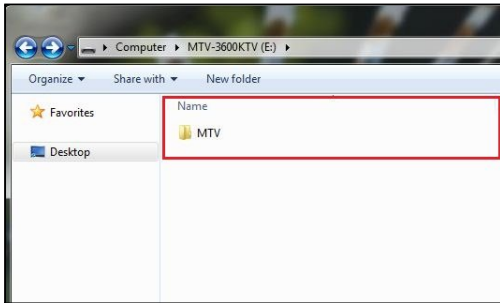 Computer MTV-3600KTV (E:)
Organize Share with New folder
Favorites
Name
MTV
Desktop